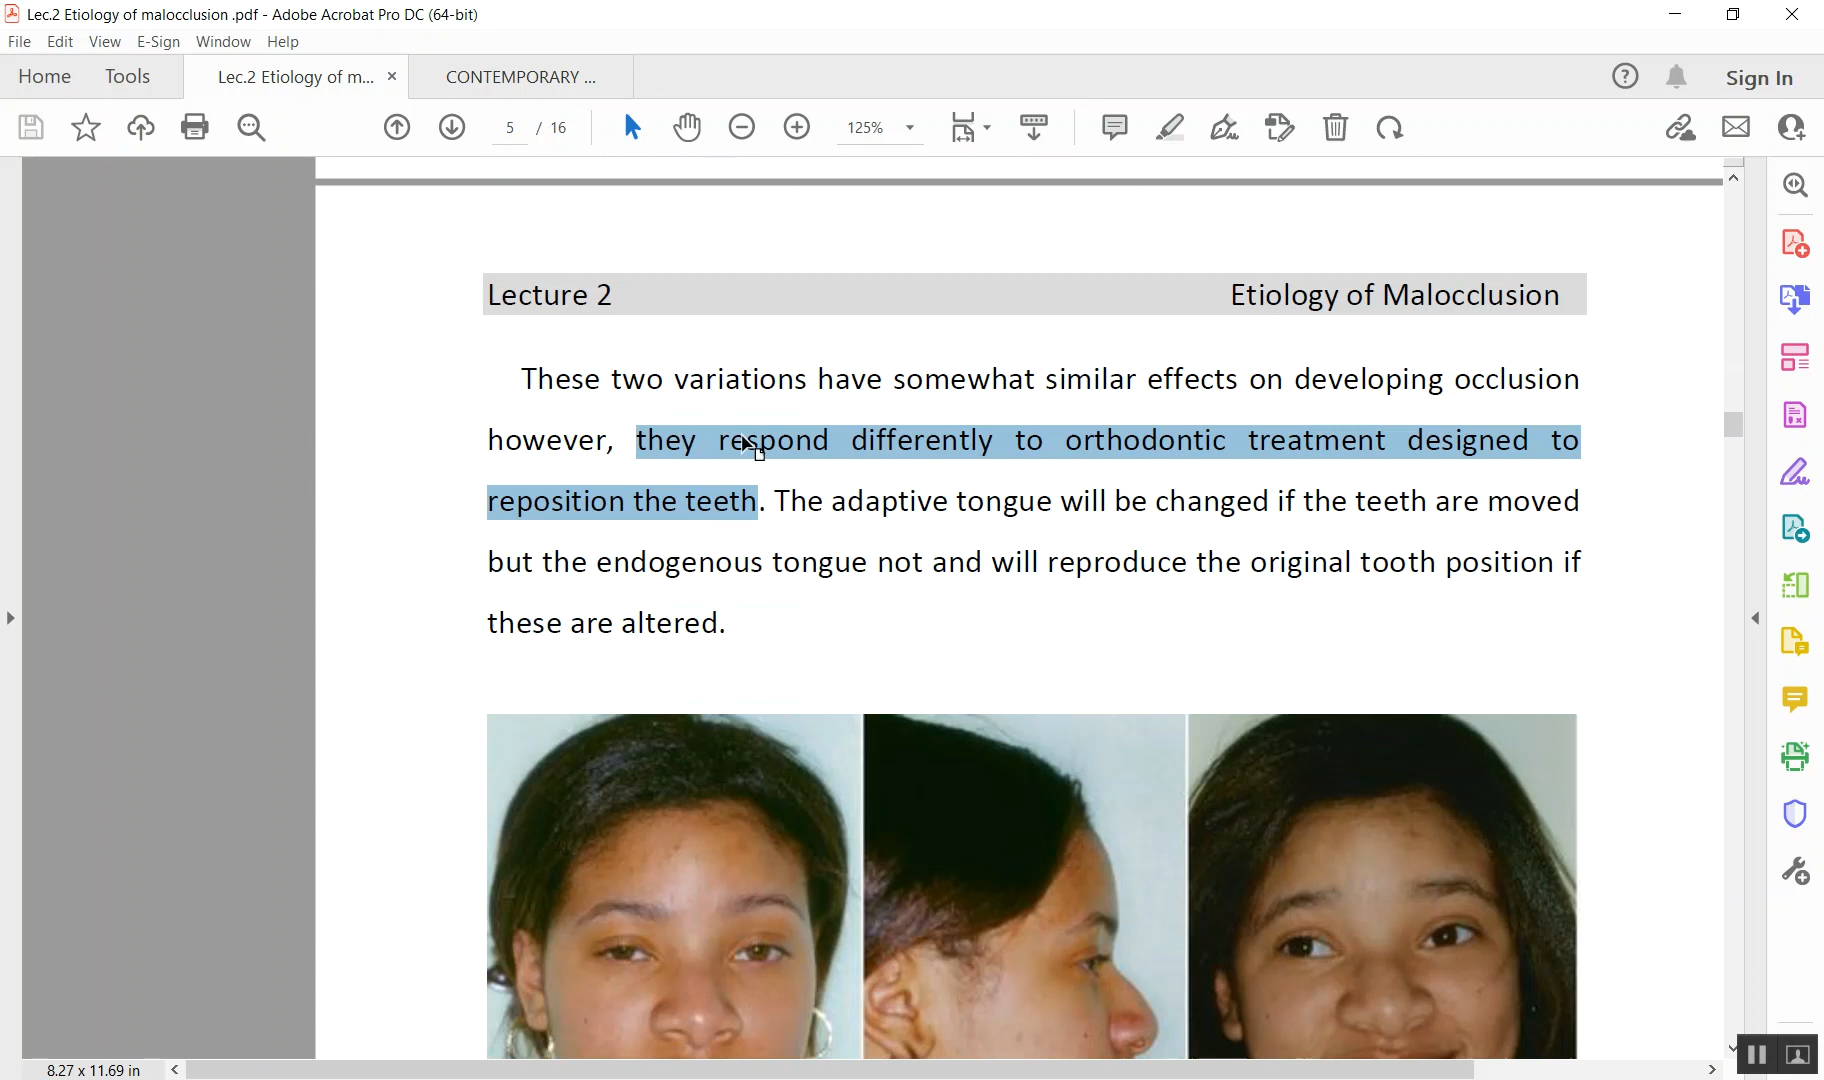 Lec.2 Etiology of malocclusion .pdf - Adobe Acrobat Pro DC (64-bit)
File Edit View E-Sign Window Help
Home Tools Lec.2 Etiology of m... × CONTEMPORARY ... Sign In
5 / 16 125%
Lecture 2 Etiology of Malocclusion
These two variations have somewhat similar effects on developing occlusion
however, they respond differently to orthodontic treatment designed to
reposition the teeth. The adaptive tongue will be changed if the teeth are moved
but the endogenous tongue not and will reproduce the original tooth position if
these are altered.
8.27 x 11.69 in